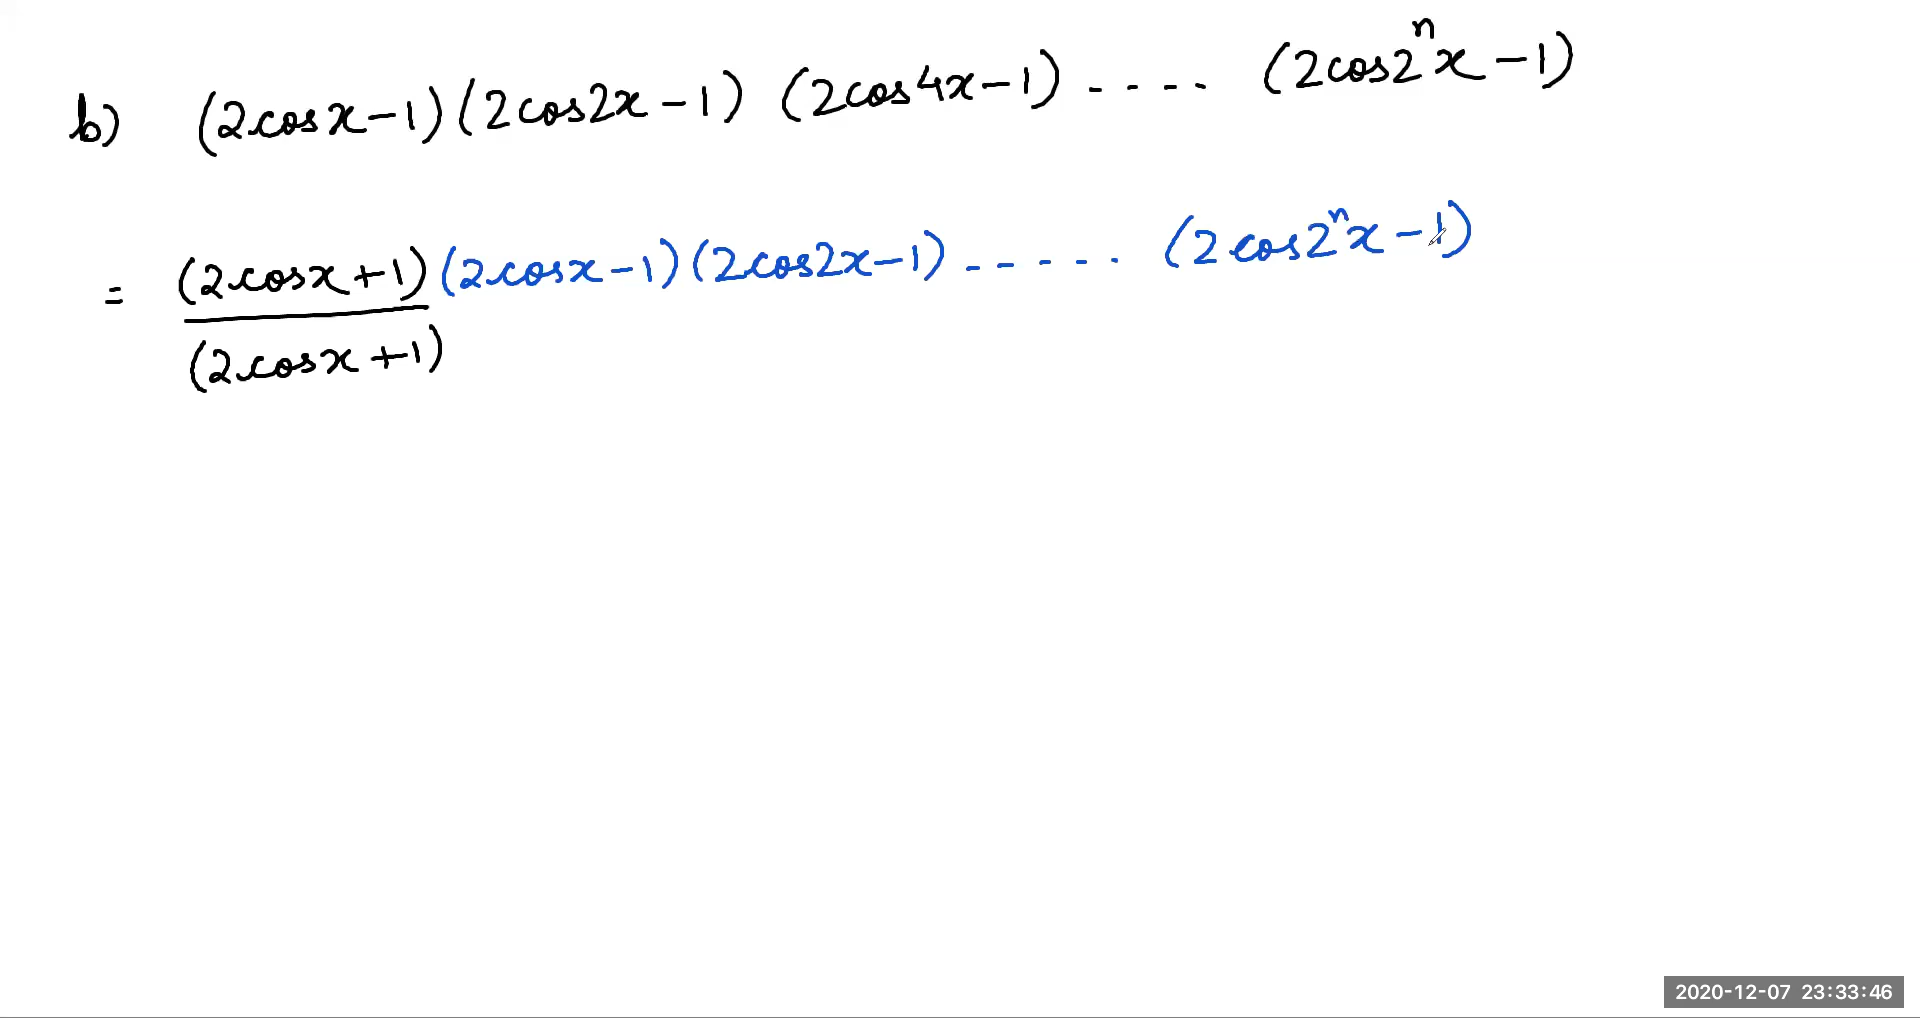 b) (2cosx-1)(2cos2x-1) (2cos4x-1) - - - - (2cos2ⁿx-1)
= (2cosx+1)(2cosx-1)(2cos2x-1) - - - - - (2cos2ⁿx-1)
(2cosx+1)
2020-12-07 23:33:46